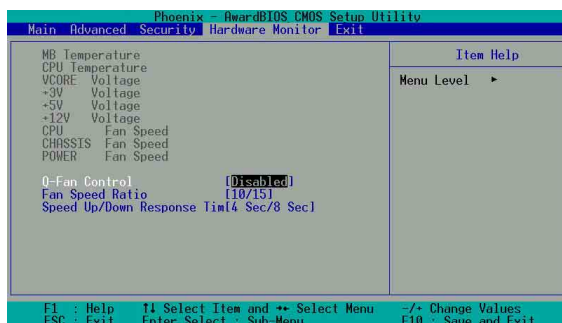 Phoenix - AwardBIOS CMOS Setup Utility
Main Advanced Security Hardware Monitor Exit
MB Temperature
CPU Temperature
VCORE Voltage
+3V Voltage
+5V Voltage
+12V Voltage
CPU Fan Speed
CHASSIS Fan Speed
POWER Fan Speed
Q-Fan Control [Disabled]
Fan Speed Ratio [10/15]
Speed Up/Down Response Tim[4 Sec/8 Sec]
Item Help
Menu Level ►
F1 : Help ↑↓ Select Item and →← Select Menu -/+ Change Values
ESC : Exit Enter Select : Sub-Menu F10 : Save and Exit